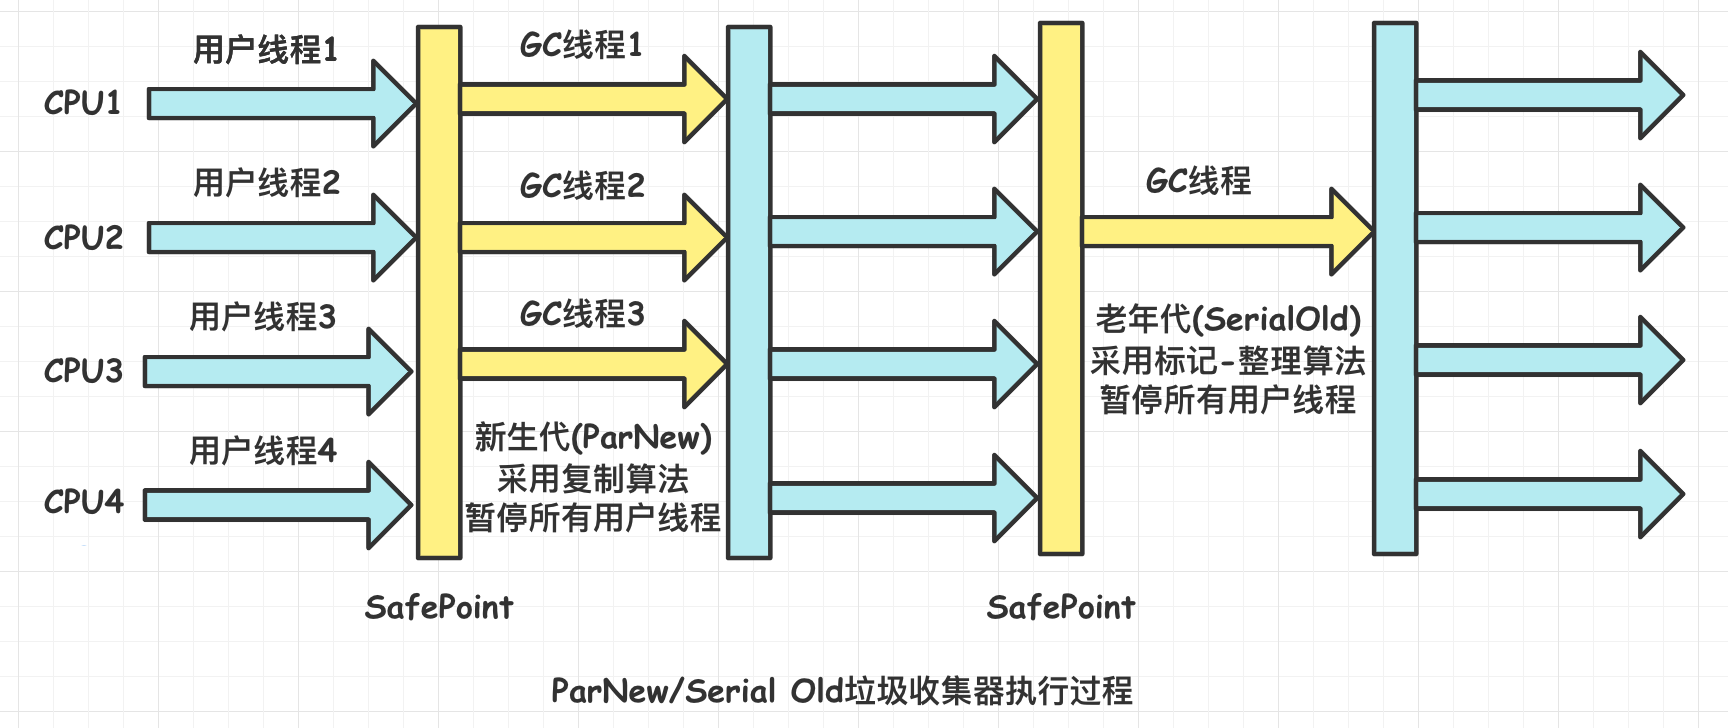 用户线程1
GC线程1
CPU1
用户线程2
GC线程2
GC线程
CPU2
用户线程3
GC线程3
CPU3
老年代(SerialOld)
采用标记-整理算法
暂停所有用户线程
用户线程4
CPU4
新生代(ParNew)
采用复制算法
暂停所有用户线程
SafePoint
SafePoint
ParNew/Serial Old垃圾收集器执行过程